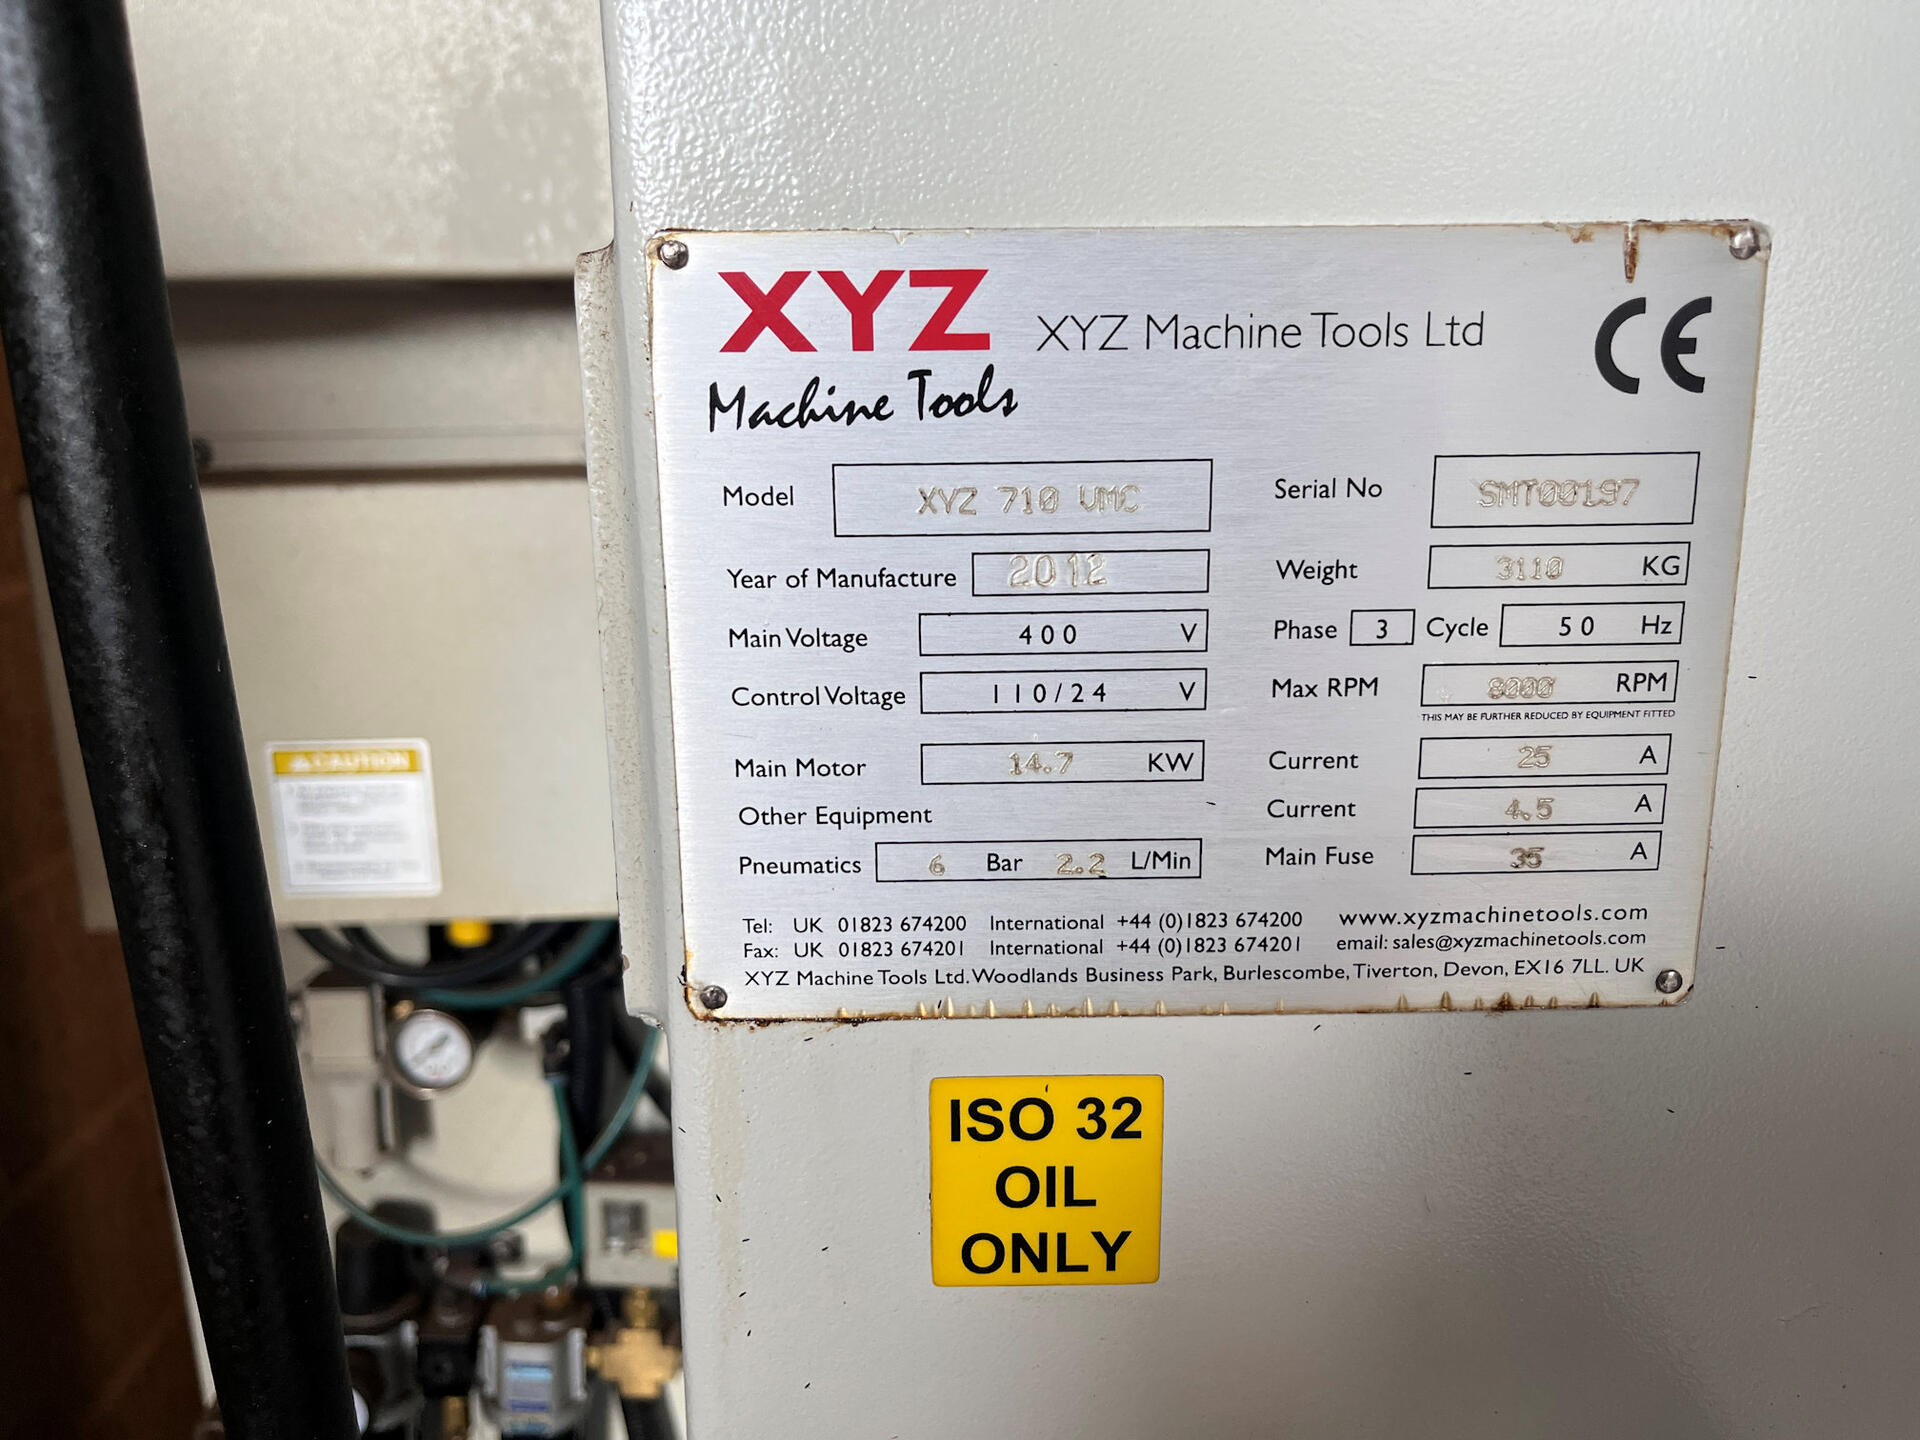 XYZ
Machine Tools
XYZ Machine Tools Ltd
CE
Model XYZ 710 VMC
Serial No SMT00197
Year of Manufacture 2012
Weight 3110 KG
Main Voltage 400 V
Phase 3 Cycle 50 Hz
Control Voltage 110/24 V
Max RPM 8000 RPM
THIS MAY BE FURTHER REDUCED BY EQUIPMENT FITTED
Main Motor 14.7 KW
Current 25 A
Other Equipment
Current 4.5 A
Pneumatics 6 Bar 2.2 L/Min
Main Fuse 35 A
Tel: UK 01823 674200 International +44 (0)1823 674200 www.xyzmachinetools.com
Fax: UK 01823 674201 International +44 (0)1823 674201 email: sales@xyzmachinetools.com
XYZ Machine Tools Ltd. Woodlands Business Park, Burlescombe, Tiverton, Devon, EX16 7LL. UK
CAUTION
ISO 32
OIL
ONLY